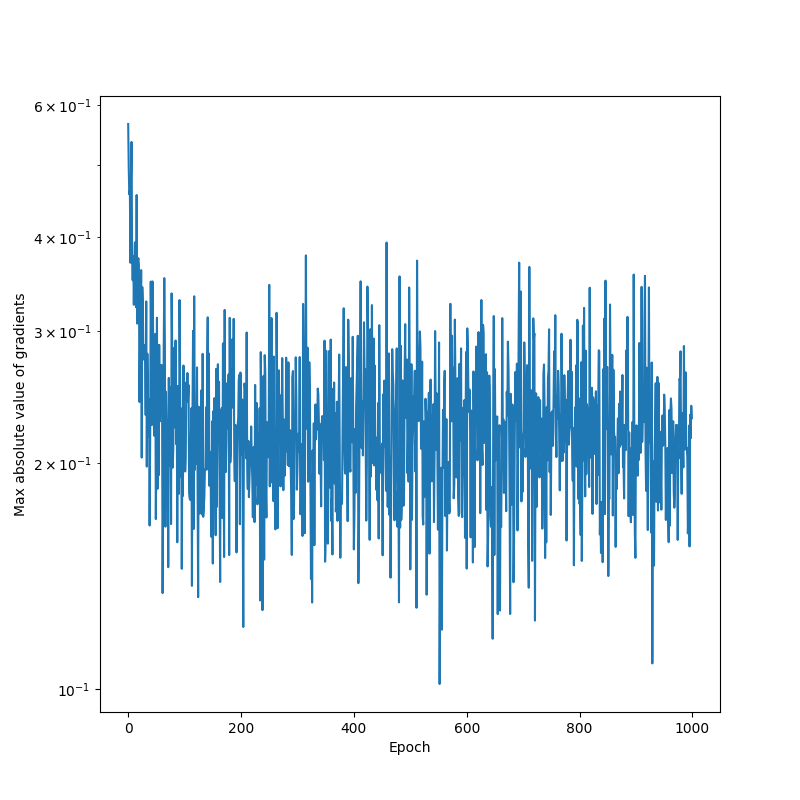 Max absolute value of gradients
6 × 10⁻¹
4 × 10⁻¹
3 × 10⁻¹
2 × 10⁻¹
10⁻¹
0 200 400 600 800 1000
Epoch